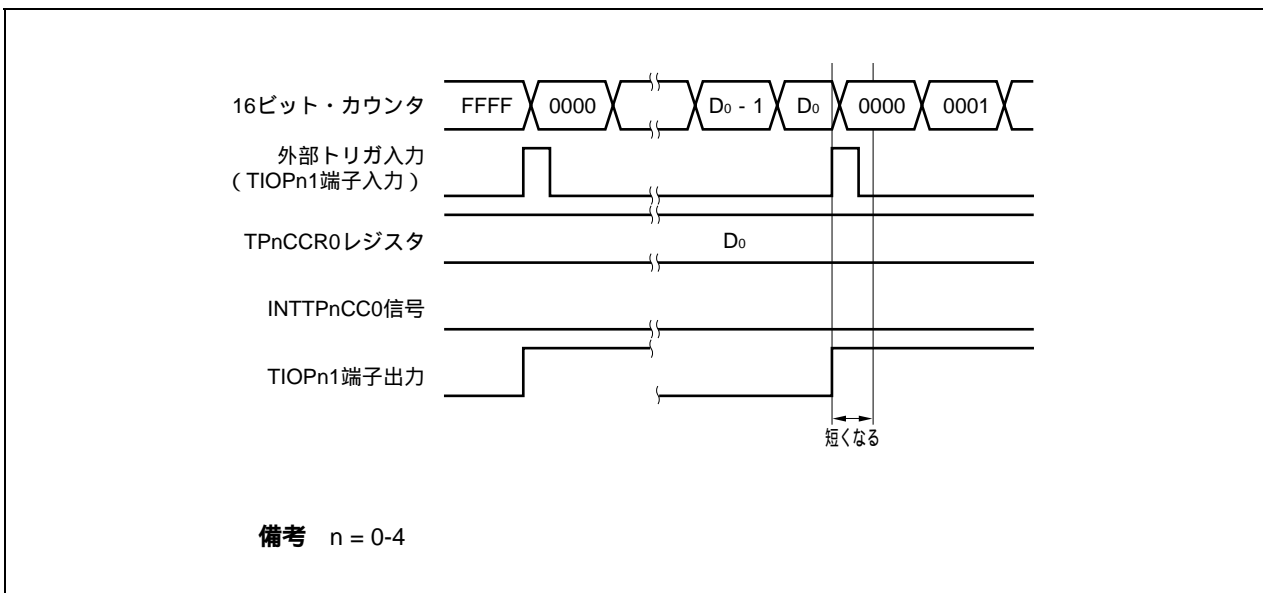 16ビット・カウンタ FFFF 0000 D0 - 1 D0 0000 0001
外部トリガ入力
(TIOPn1端子入力)
TPnCCR0レジスタ D0
INTTPnCC0信号
TIOPn1端子出力
短くなる
備考 n = 0-4